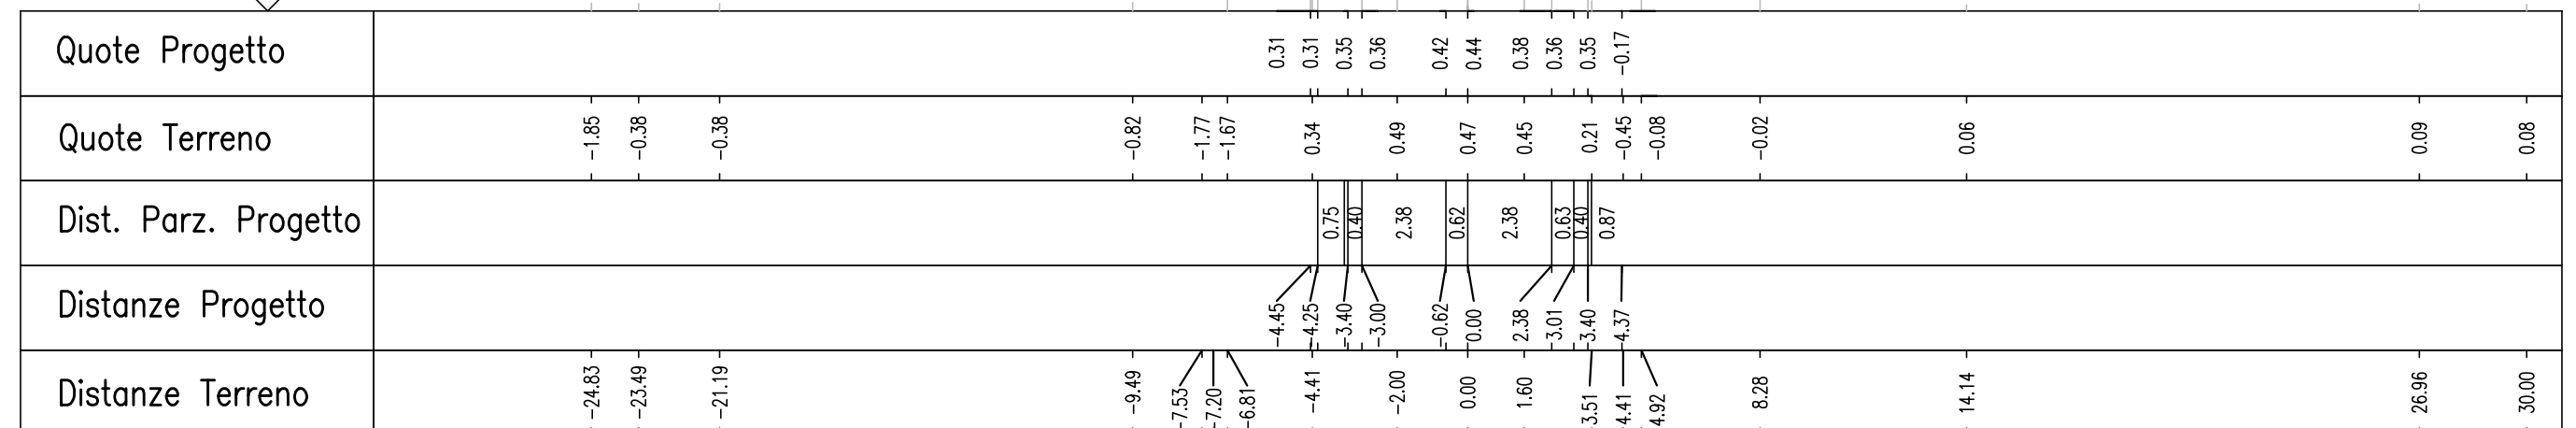 Quote Progetto 0.31 0.31 0.35 0.36 0.42 0.44 0.38 0.36 0.35 -0.17
Quote Terreno -1.85 -0.38 -0.38 -0.82 -1.77 -1.67 0.34 0.49 0.47 0.45 0.21 -0.45 -0.08 -0.02 0.06 0.09 0.08
Dist. Parz. Progetto 0.75 0.40 2.38 0.62 2.38 0.63 0.40 0.87
Distanze Progetto -4.45 -4.25 -3.40 -3.00 -0.62 0.00 2.38 3.01 3.40 4.37
Distanze Terreno -24.83 -23.49 -21.19 -9.49 -7.53 -7.20 -6.81 -4.41 -2.00 0.00 1.60 3.51 4.41 4.92 8.28 14.14 26.96 30.00